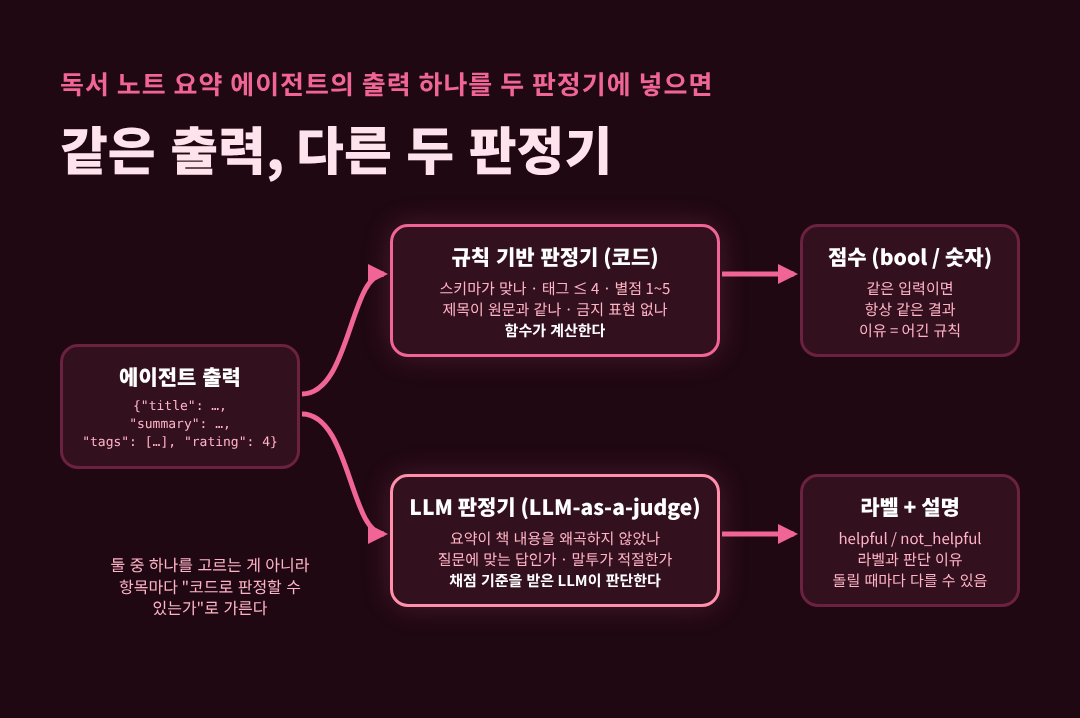 독서 노트 요약 에이전트의 출력 하나를 두 판정기에 넣으면
같은 출력, 다른 두 판정기
에이전트 출력
{"title": …,
"summary": …,
"tags": […], "rating": 4}
규칙 기반 판정기 (코드)
스키마가 맞나 · 태그 ≤ 4 · 별점 1~5
제목이 원문과 같나 · 금지 표현 없나
함수가 계산한다
점수 (bool / 숫자)
같은 입력이면
항상 같은 결과
이유 = 어긴 규칙
LLM 판정기 (LLM-as-a-judge)
요약이 책 내용을 왜곡하지 않았나
질문에 맞는 답인가 · 말투가 적절한가
채점 기준을 받은 LLM이 판단한다
라벨 + 설명
helpful / not_helpful
라벨과 판단 이유
돌릴 때마다 다를 수 있음
둘 중 하나를 고르는 게 아니라
항목마다 "코드로 판정할 수
있는가"로 가른다